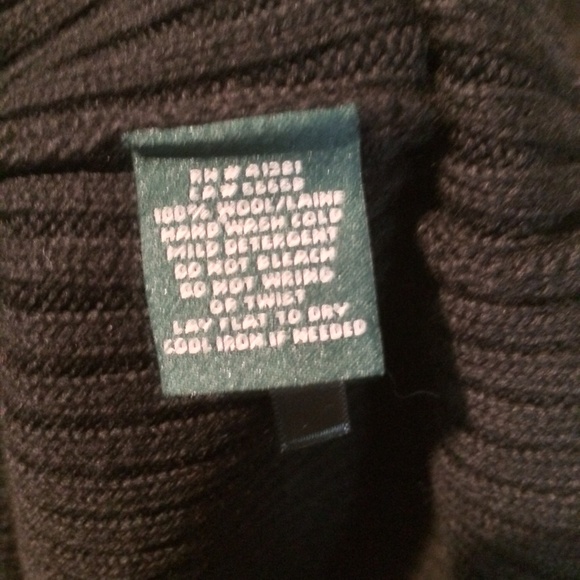 RN # 41381
CA # 56658
100% WOOL/LAINE
HAND WASH COLD
MILD DETERGENT
DO NOT BLEACH
DO NOT WRING
OR TWIST
LAY FLAT TO DRY
COOL IRON IF NEEDED